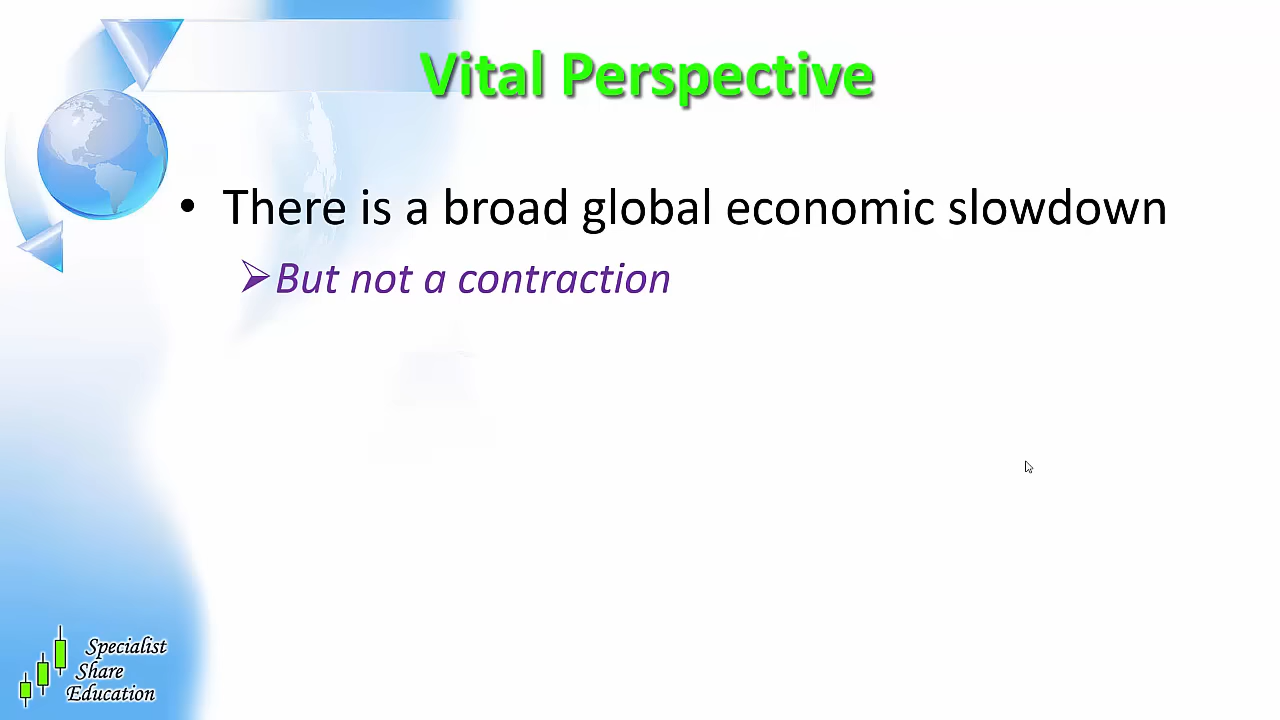 Vital Perspective
• There is a broad global economic slowdown
➢ But not a contraction
Specialist
Share
Education